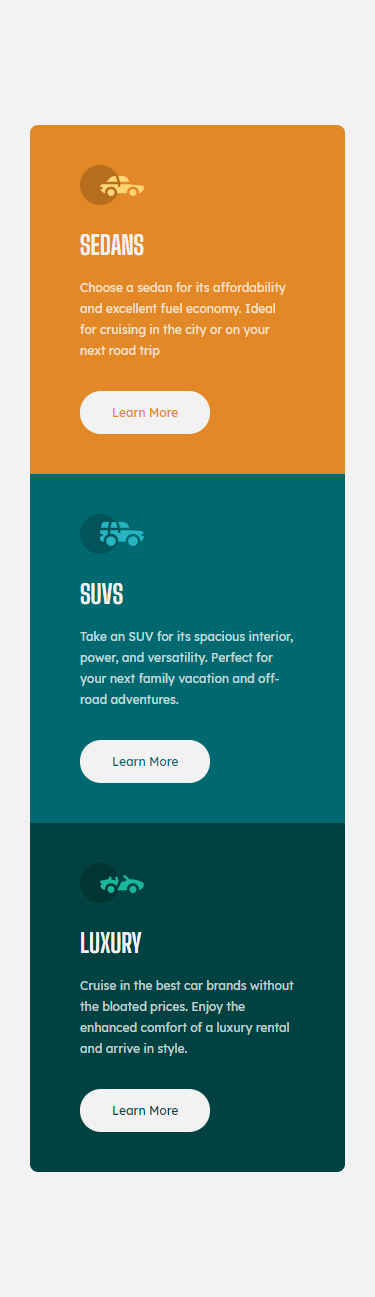 SEDANS
Choose a sedan for its affordability
and excellent fuel economy. Ideal
for cruising in the city or on your
next road trip
Learn More
SUVS
Take an SUV for its spacious interior,
power, and versatility. Perfect for
your next family vacation and off-
road adventures.
Learn More
LUXURY
Cruise in the best car brands without
the bloated prices. Enjoy the
enhanced comfort of a luxury rental
and arrive in style.
Learn More